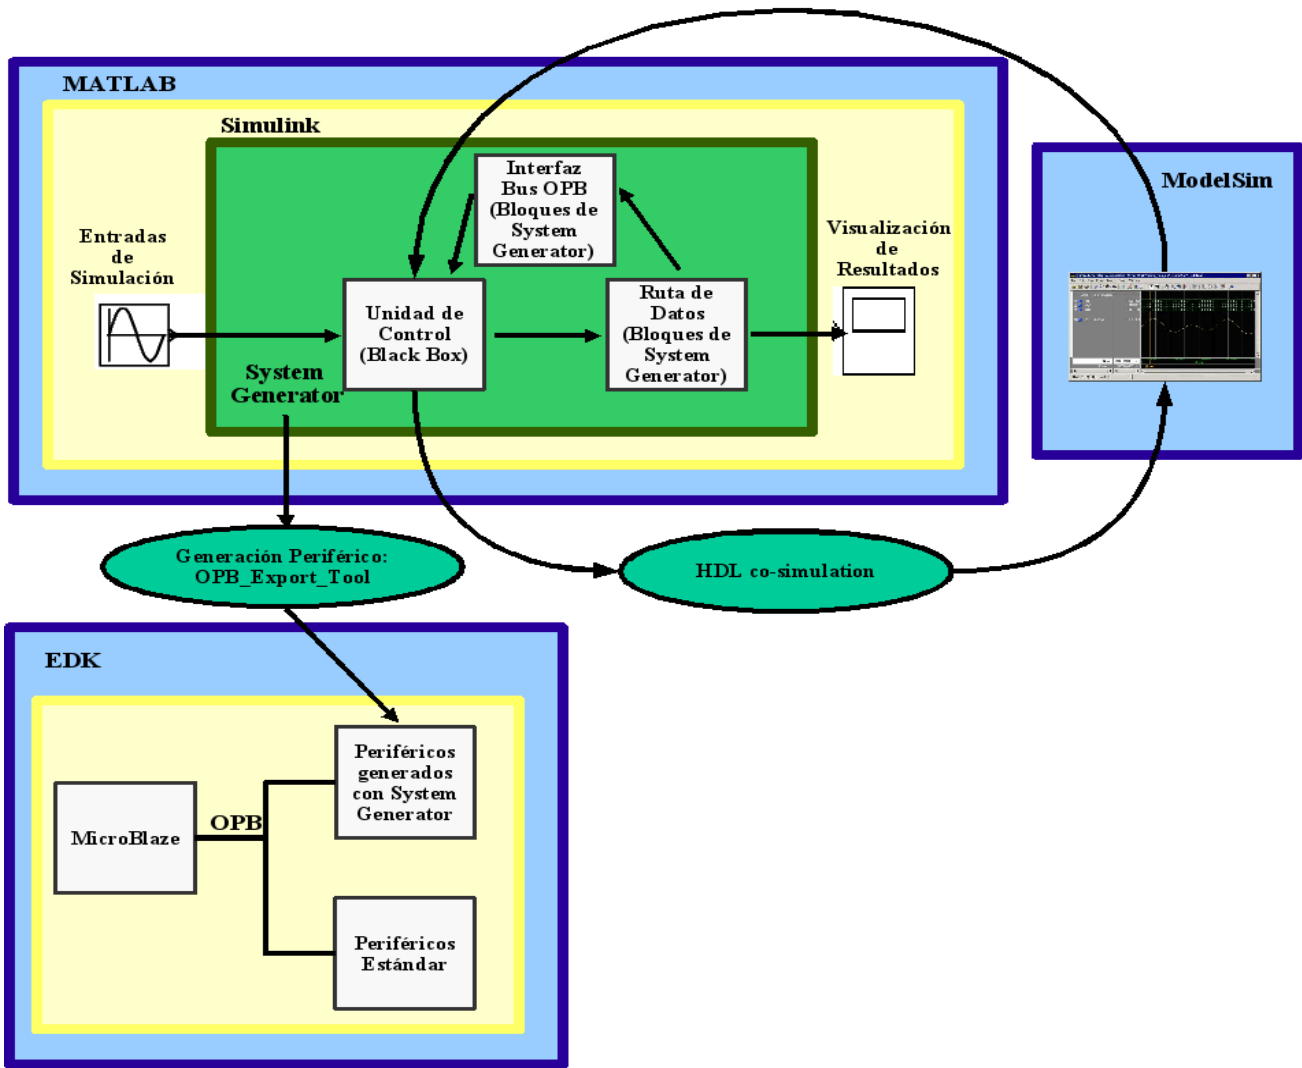 MATLAB
Simulink
Interfaz
Bus OPB
(Bloques de
System
Generator)
ModelSim
Entradas
de
Simulación
Visualización
de
Resultados
Unidad de
Control
(Black Box)
Ruta de
Datos
(Bloques de
System
Generator)
System
Generator
Generación Periférico:
OPB_Export_Tool
HDL co-simulation
EDK
Periféricos
generados
con System
Generator
MicroBlaze
OPB
Periféricos
Estándar